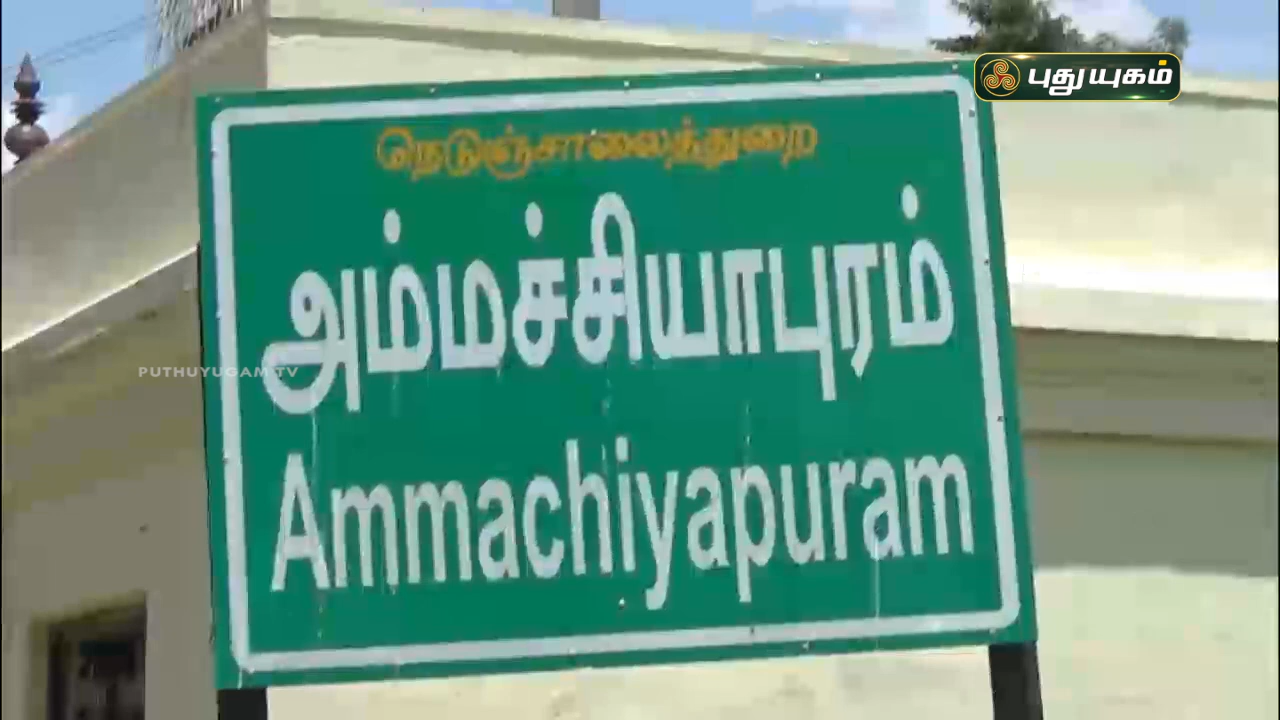 புதுயுகம்
நெடுஞ்சாலைத்துறை
அம்மச்சியாபுரம்
PUTHUYUGAM TV
Ammachiyapuram